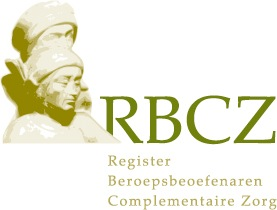 RBCZ
Register
Beroepsbeoefenaren
Complementaire Zorg